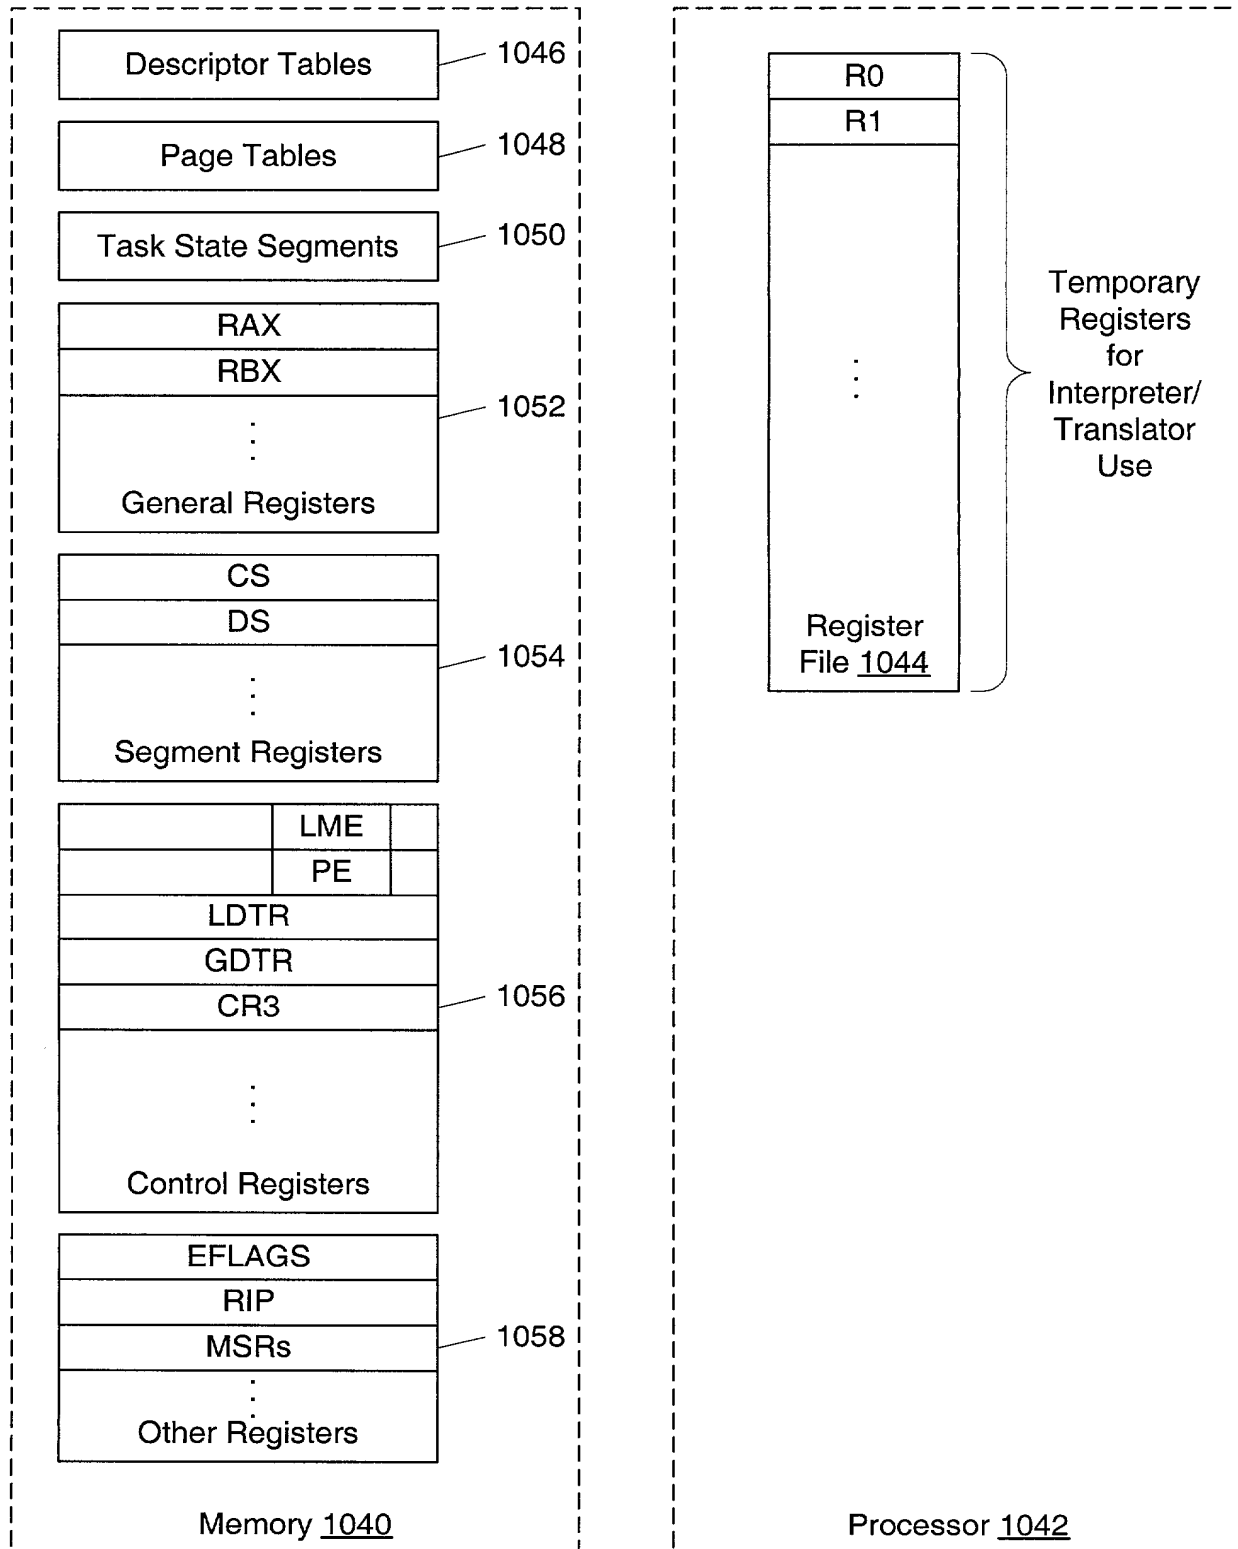 Descriptor Tables
1046
Page Tables
1048
Task State Segments
1050
RAX
RBX
1052
General Registers
CS
DS
1054
Segment Registers
LME
PE
LDTR
GDTR
CR3
1056
Control Registers
EFLAGS
RIP
MSRs
1058
Other Registers
Memory 1040
R0
R1
Temporary
Registers
for
Interpreter/
Translator
Use
Register
File 1044
Processor 1042